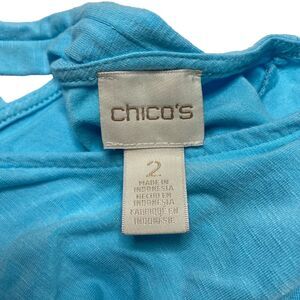 chico's
2
MADE IN
INDONESIA
HECHO EN
INDONESIA
FABRIQUÉ EN
INDONÉSIE